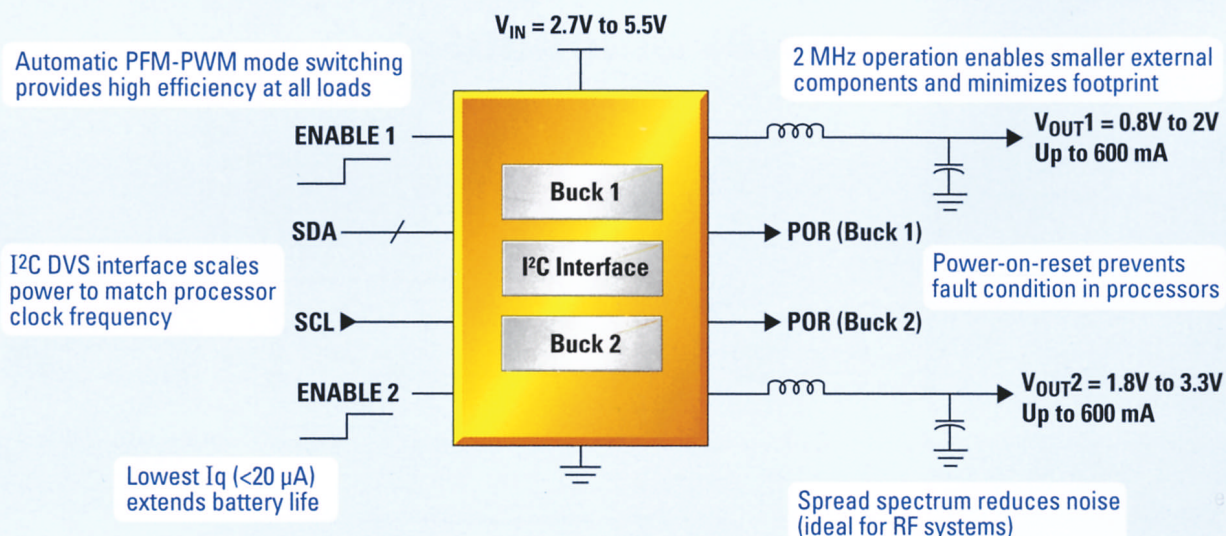 V_IN = 2.7V to 5.5V
Automatic PFM-PWM mode switching
provides high efficiency at all loads
2 MHz operation enables smaller external
components and minimizes footprint
ENABLE 1
Buck 1
V_OUT1 = 0.8V to 2V
Up to 600 mA
SDA
POR (Buck 1)
I²C DVS interface scales
power to match processor
clock frequency
I²C Interface
Power-on-reset prevents
fault condition in processors
SCL
Buck 2
POR (Buck 2)
ENABLE 2
V_OUT2 = 1.8V to 3.3V
Up to 600 mA
Lowest Iq (<20 µA)
extends battery life
Spread spectrum reduces noise
(ideal for RF systems)